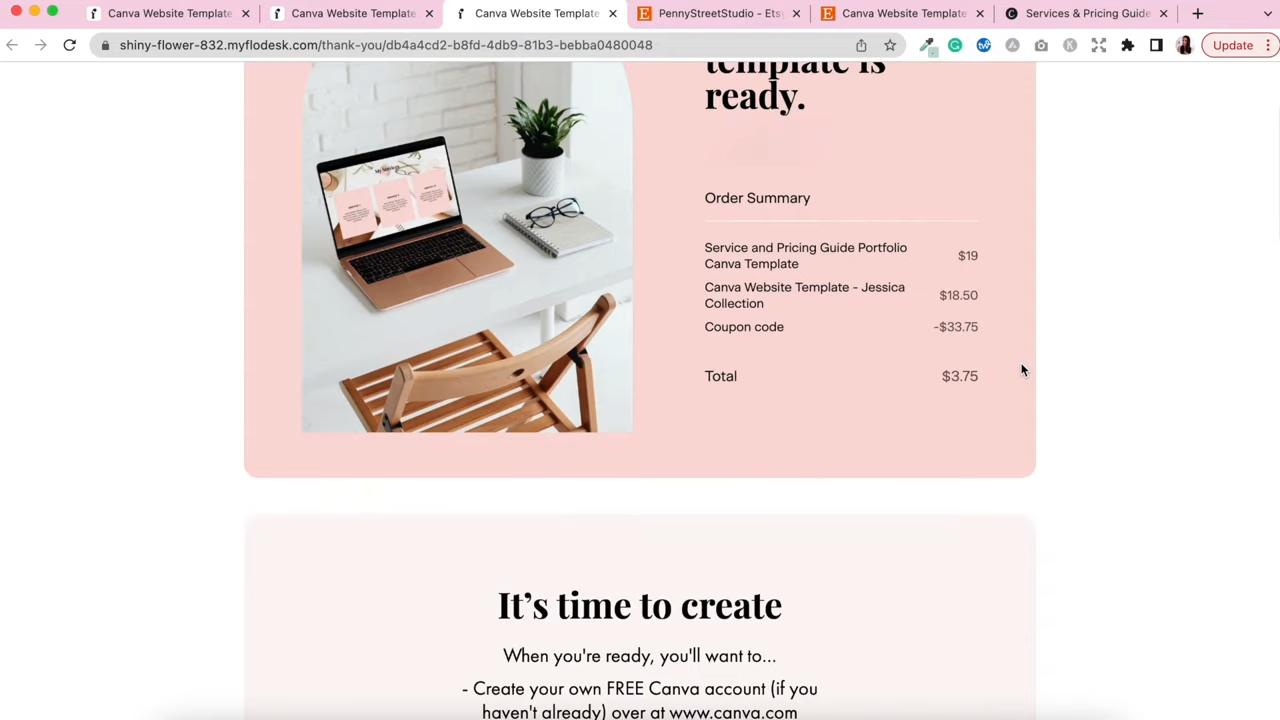 Canva Website Template
Canva Website Template
Canva Website Template
PennyStreetStudio - Ets
Canva Website Template
Services & Pricing Guide
shiny-flower-832.myflodesk.com/thank-you/db4a4cd2-b8fd-4db9-81b3-bebba0480048
Update
template is
ready.
Order Summary
Service and Pricing Guide Portfolio
Canva Template
$19
Canva Website Template - Jessica
Collection
$18.50
Coupon code
-$33.75
Total
$3.75
My Services
It's time to create
When you're ready, you'll want to...
- Create your own FREE Canva account (if you
haven't already) over at www.canva.com